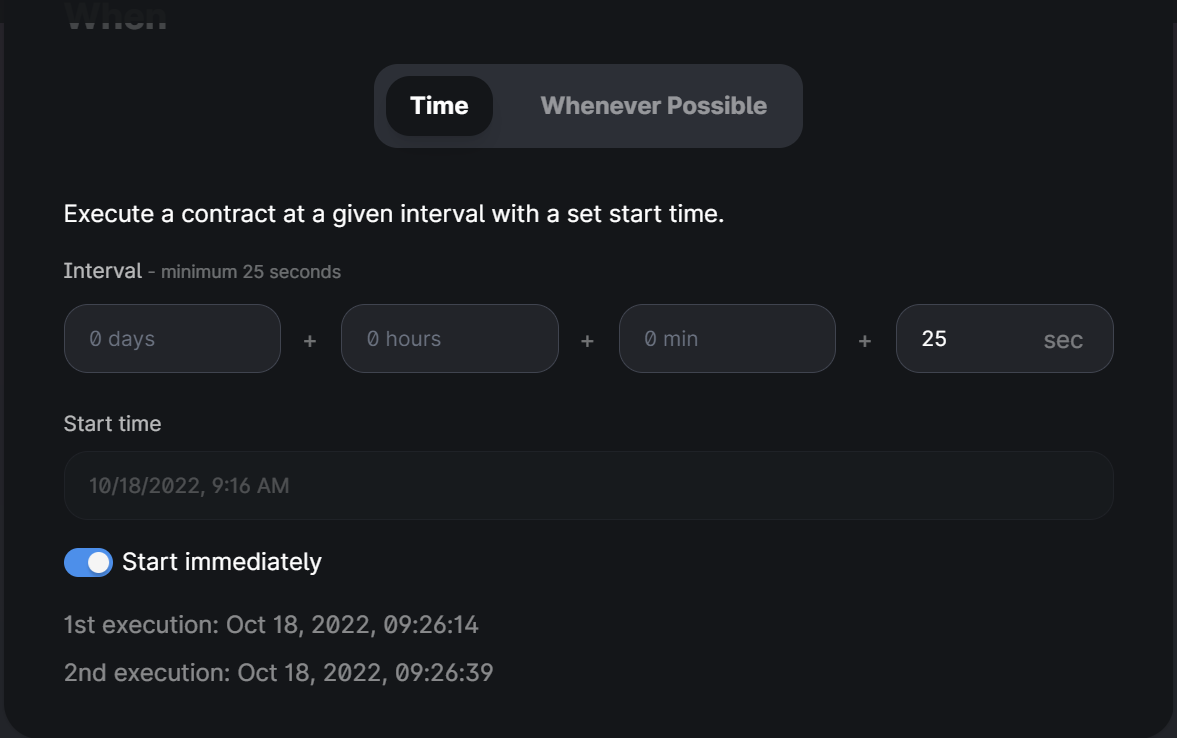 When
Time Whenever Possible
Execute a contract at a given interval with a set start time.
Interval - minimum 25 seconds
0 days + 0 hours + 0 min + 25 sec
Start time
10/18/2022, 9:16 AM
Start immediately
1st execution: Oct 18, 2022, 09:26:14
2nd execution: Oct 18, 2022, 09:26:39